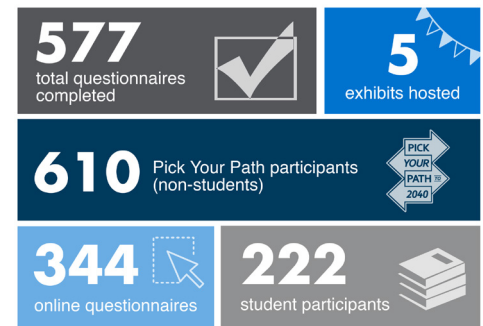 577
total questionnaires
completed
5
exhibits hosted
610
Pick Your Path participants
(non-students)
PICK
YOUR
PATH TO
2040
344
online questionnaires
222
student participants